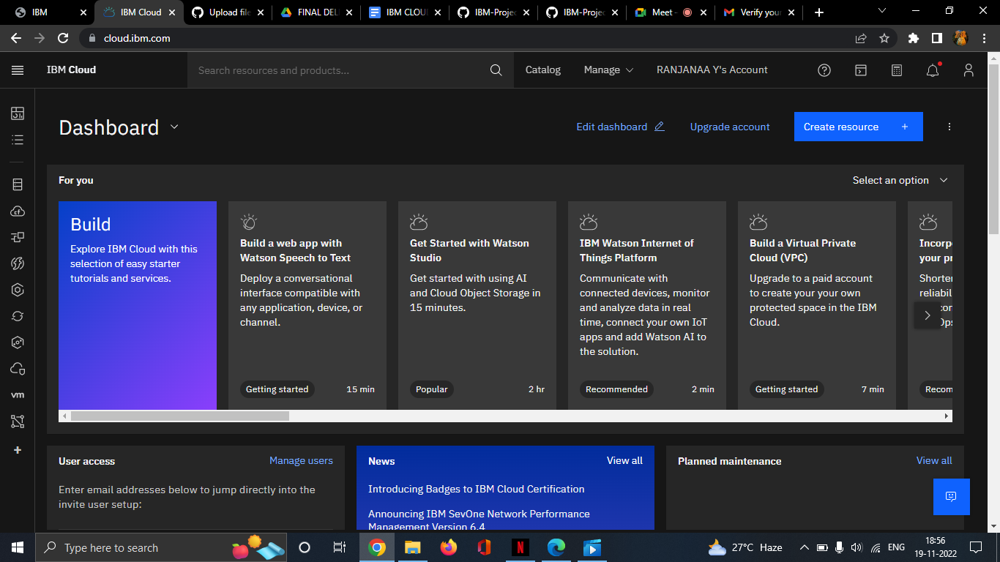 IBM
IBM Cloud
Upload file
FINAL DEL
IBM CLOU
IBM-Projec
IBM-Projec
Meet -
Verify your
cloud.ibm.com
IBM Cloud
Search resources and products...
Catalog
Manage
RANJANAA Y's Account
Dashboard
Edit dashboard
Upgrade account
Create resource +
For you
Select an option
Build
Explore IBM Cloud with this
selection of easy starter
tutorials and services.
Build a web app with
Watson Speech to Text
Deploy a conversational
interface compatible with
any application, device, or
channel.
Getting started
15 min
Get Started with Watson
Studio
Get started with using AI
and Cloud Object Storage in
15 minutes.
Popular
2 hr
IBM Watson Internet of
Things Platform
Communicate with
connected devices, monitor
and analyze data in real
time, connect your own IoT
apps and add Watson AI to
the solution.
Recommended
2 min
Build a Virtual Private
Cloud (VPC)
Upgrade to a paid account
to create your your own
protected space in the IBM
Cloud.
Getting started
7 min
Incorp
your pr
Shorter
reliabil
Recom
cf
vm
User access
Manage users
Enter email addresses below to jump directly into the
invite user setup:
News
View all
Introducing Badges to IBM Cloud Certification
Announcing IBM SevOne Network Performance
Management Version 6.4
Planned maintenance
View all
Type here to search
N
27°C Haze
ENG
18:56
19-11-2022